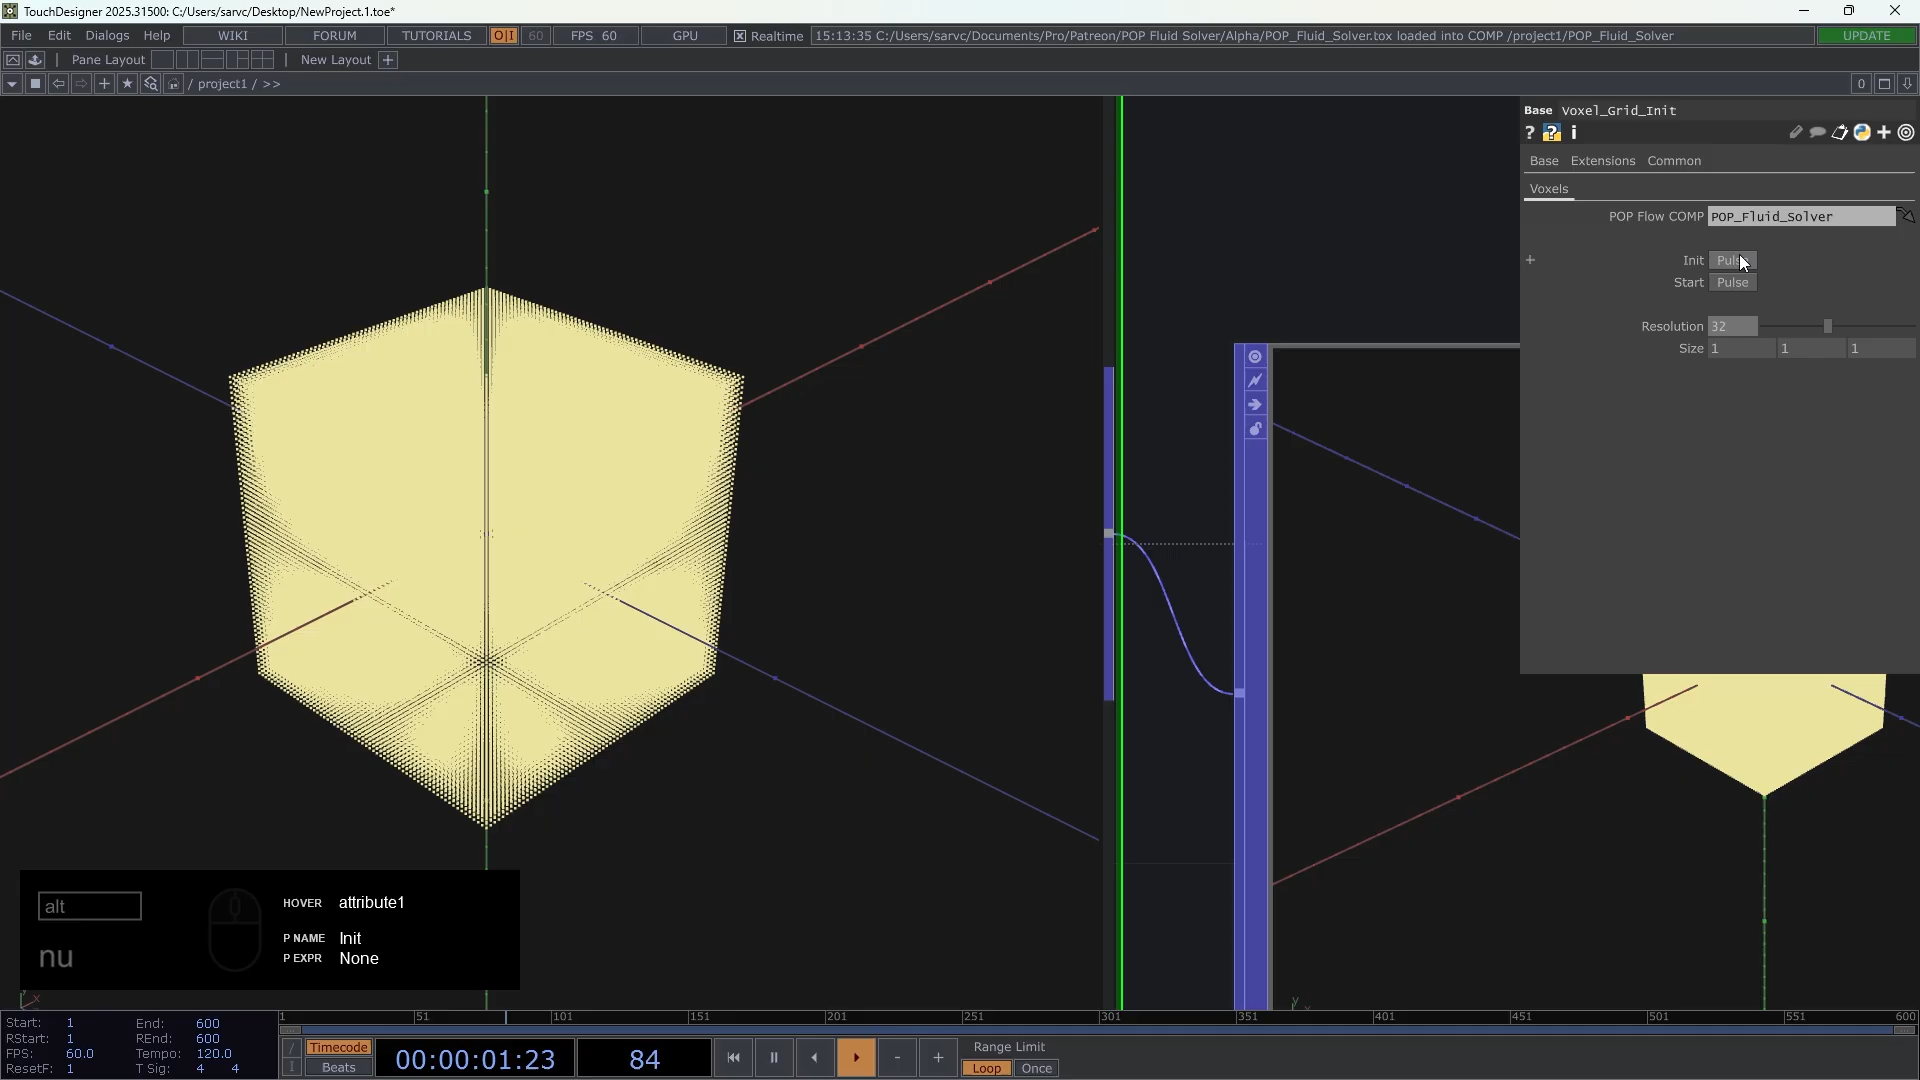 TouchDesigner 2025.31500: C:/Users/sarvc/Desktop/NewProject.1.toe*
File Edit Dialogs Help WIKI FORUM TUTORIALS O|I 60 FPS 60 GPU Realtime 15:13:35 C:/Users/sarvc/Documents/Pro/Patreon/POP Fluid Solver/Alpha/POP_Fluid_Solver.tox loaded into COMP /project1/POP_Fluid_Solver UPDATE
Pane Layout New Layout +
/ project1 / >> 0
Base Voxel_Grid_Init
? ? i
Base Extensions Common
Voxels
POP Flow COMP POP_Fluid_Solver
+ Init Pulse
Start Pulse
Resolution 32
Size 1 1 1
alt
nu
HOVER attribute1
P NAME Init
P EXPR None
x
y
1 51 101 151 201 251 301 351 401 451 501 551 600
Start: 1 End: 600
RStart: 1 REnd: 600
FPS: 60.0 Tempo: 120.0
ResetF: 1 T Sig: 4 4
/ Timecode
I Beats
00:00:01:23 84 - +
Range Limit
Loop Once